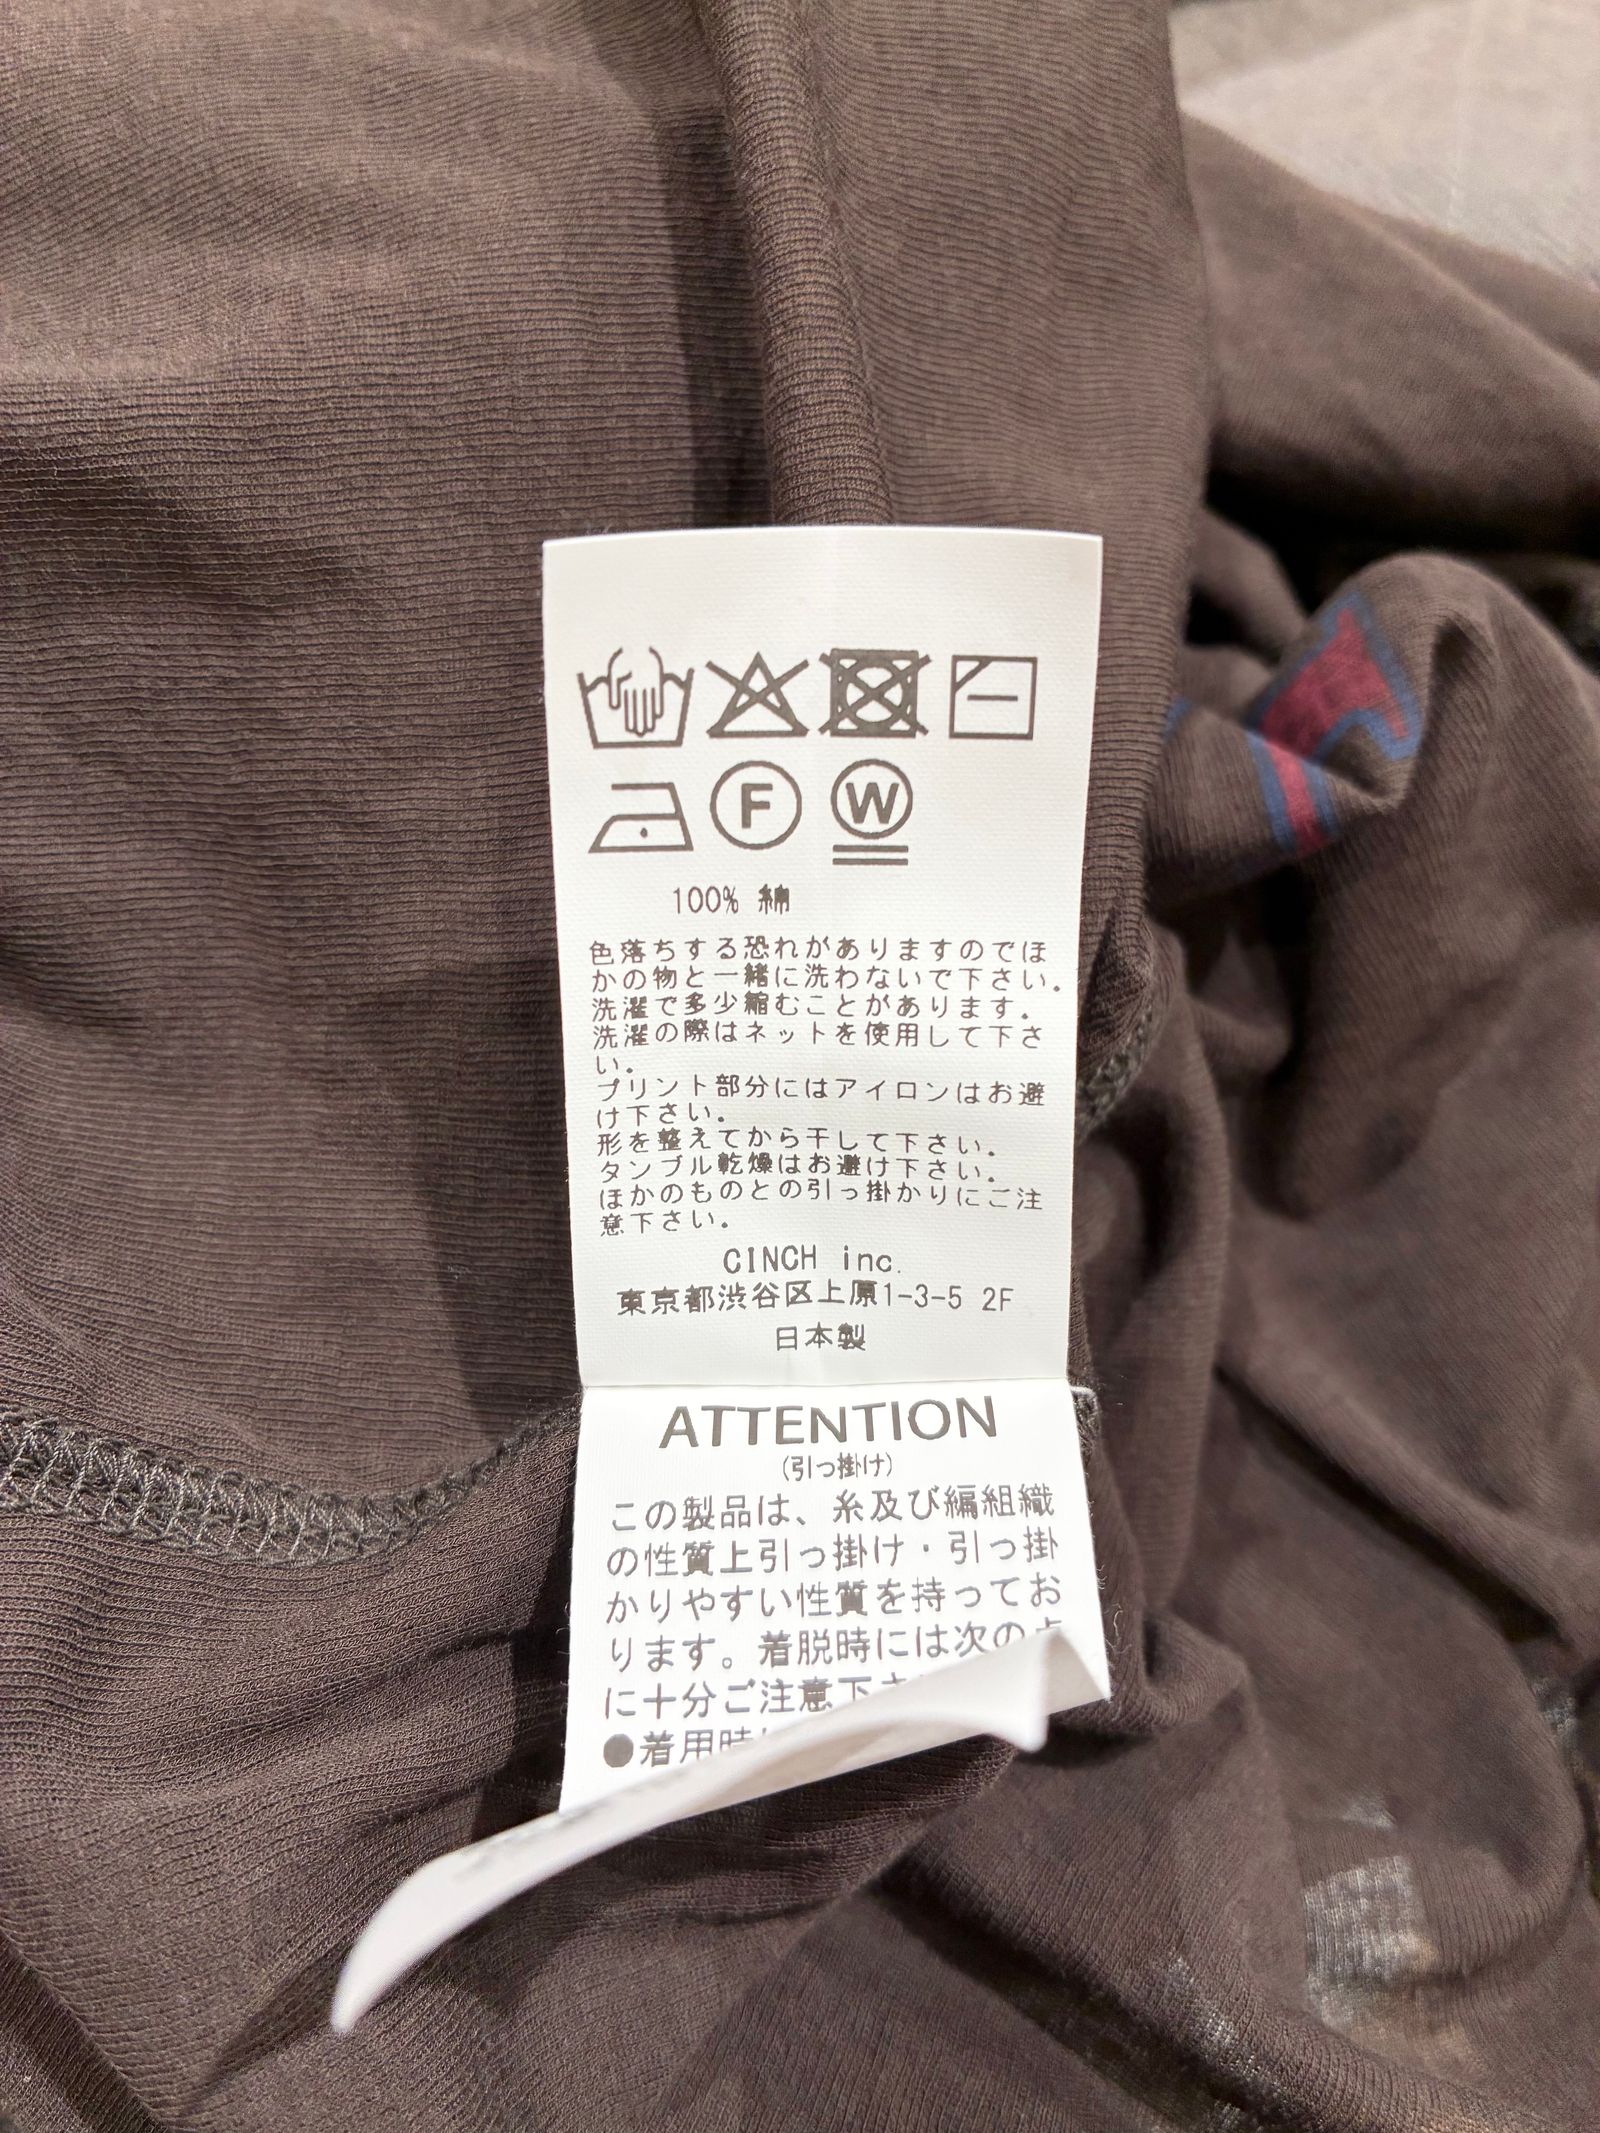 F W
100% 綿
色落ちする恐れがありますのでほ
かの物と一緒に洗わないで下さい。
洗濯で多少縮むことがあります。
洗濯の際はネットを使用して下さ
い。
プリント部分にはアイロンはお避
け下さい。
形を整えてから干して下さい。
タンブル乾燥はお避け下さい。
ほかのものとの引っ掛かりにご注
意下さい。
CINCH inc.
東京都渋谷区上原1-3-5 2F
日本製
ATTENTION
(引っ掛け)
この製品は、糸及び編組織
の性質上引っ掛け・引っ掛
かりやすい性質を持ってお
ります。着脱時には次の点
に十分ご注意下さ
●着用時